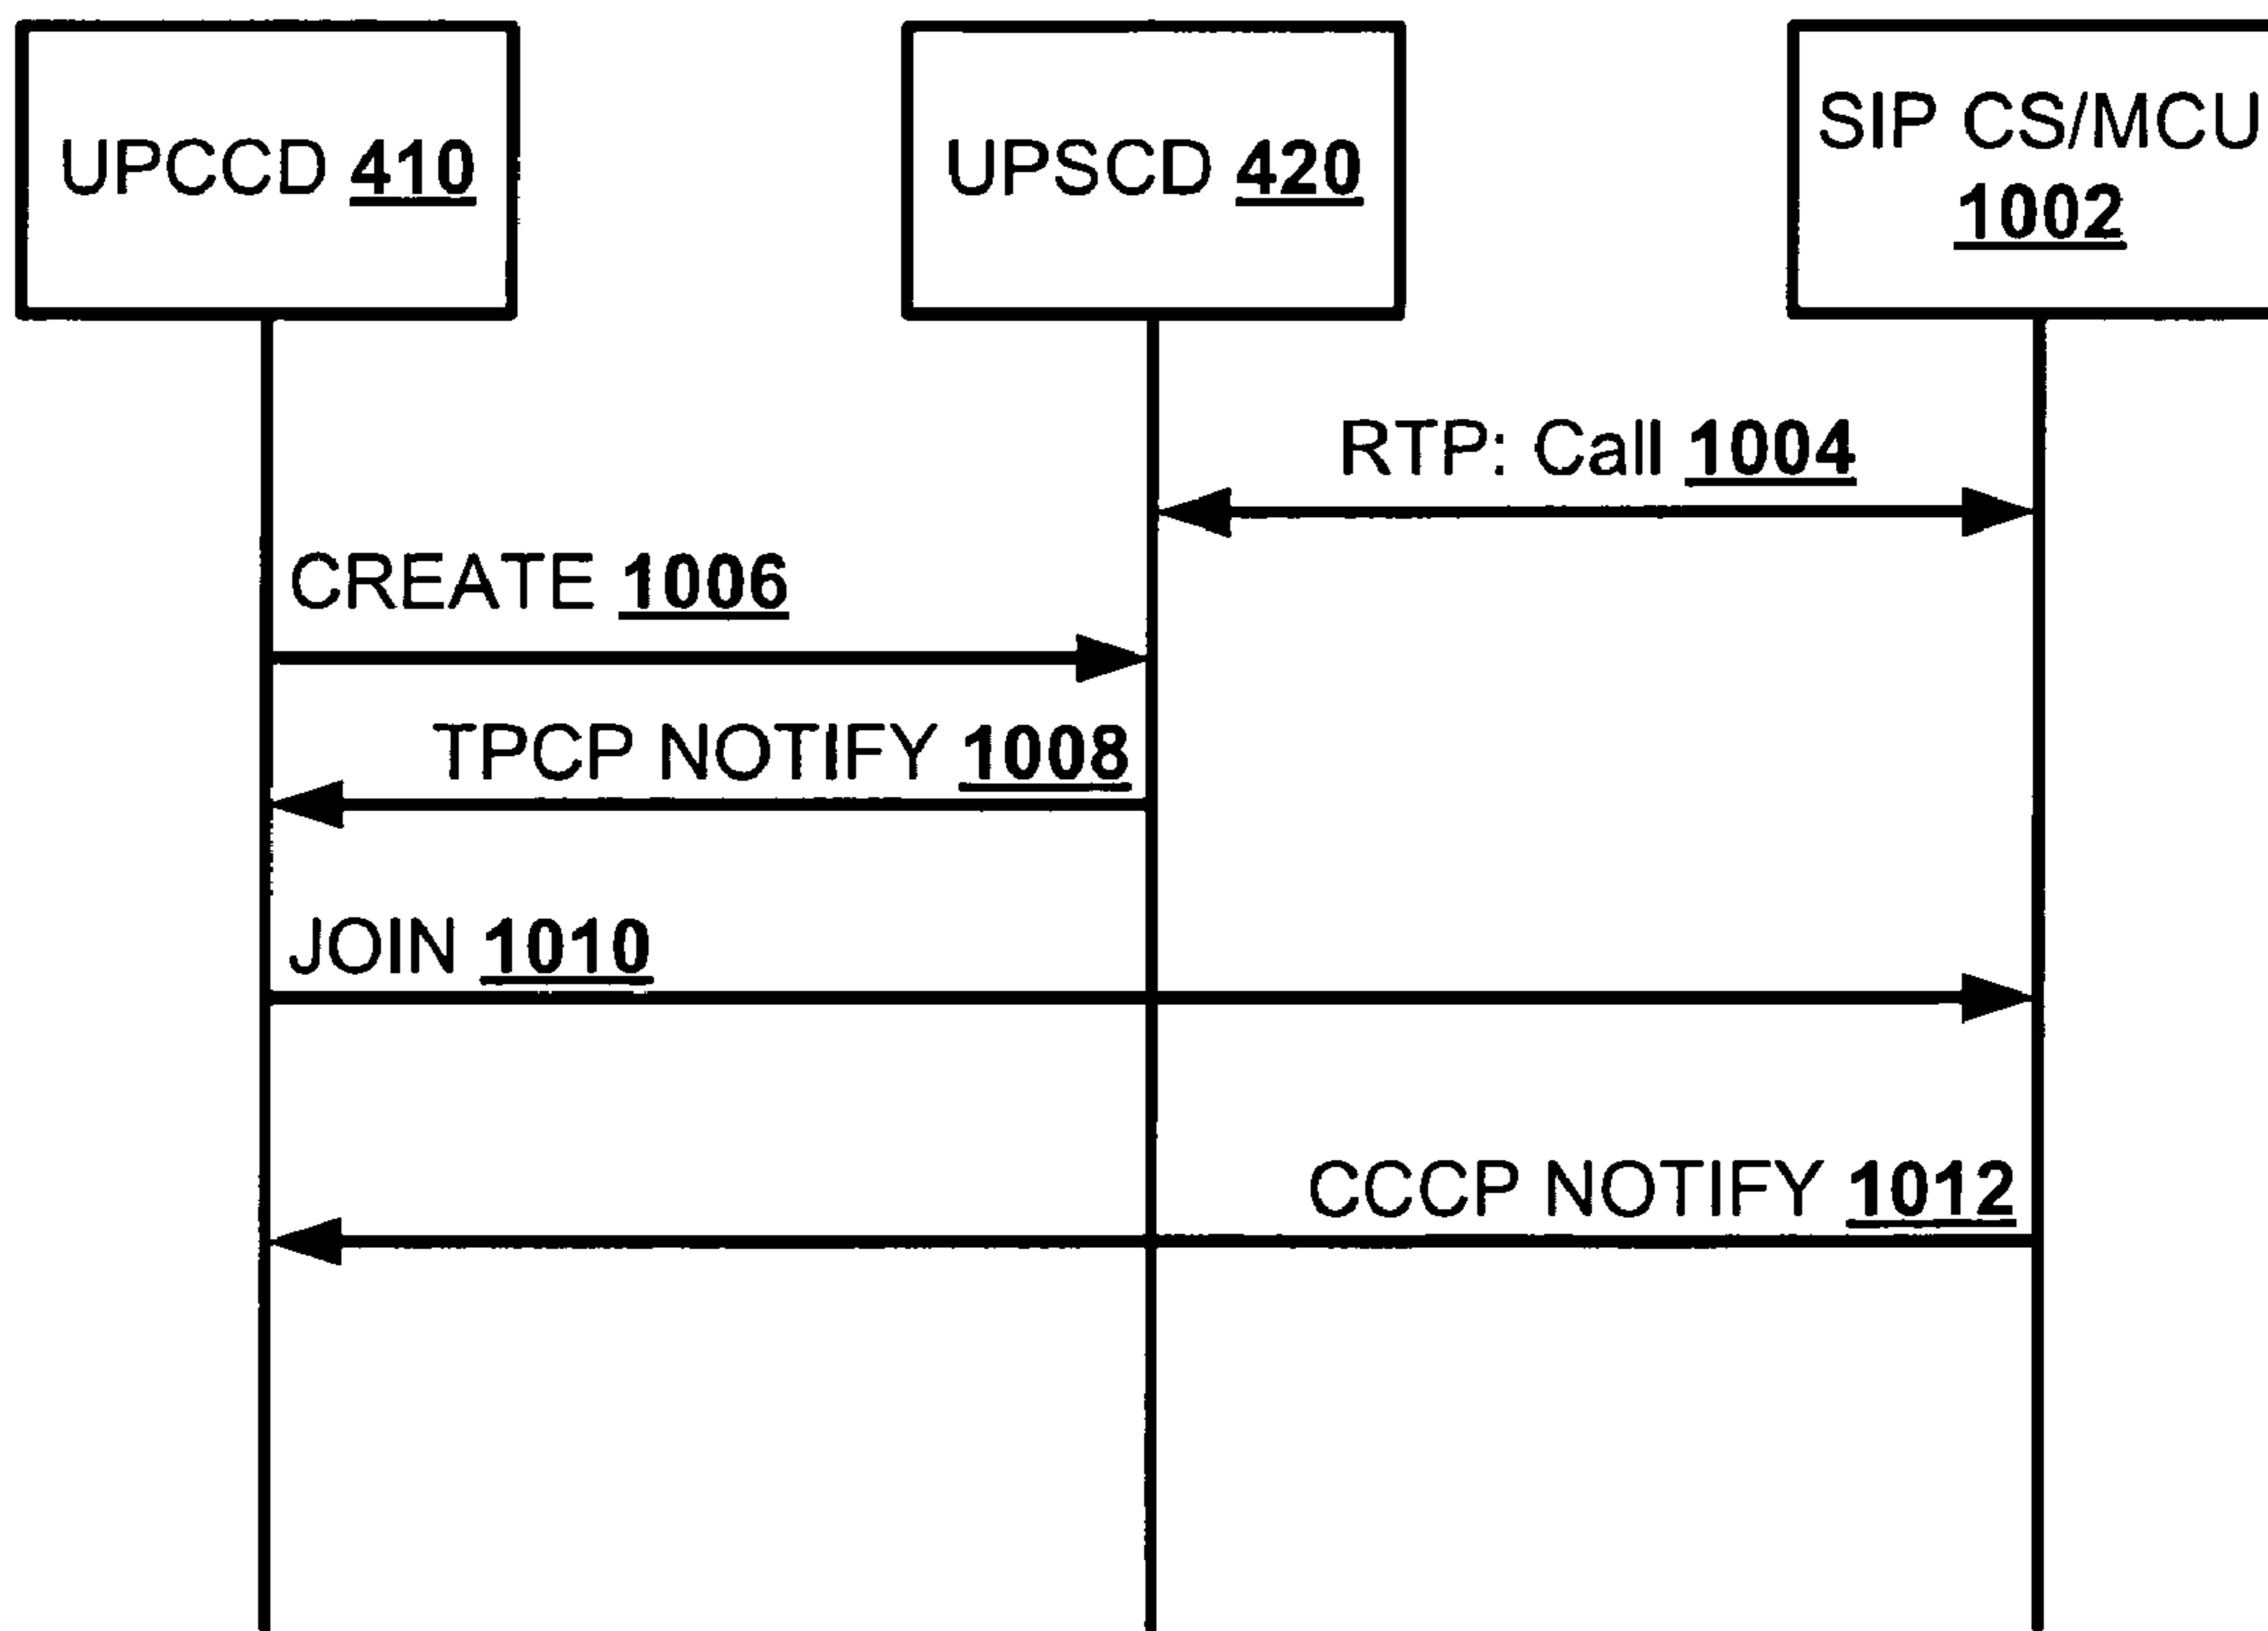 UPCCD 410
UPSCD 420
SIP CS/MCU
1002
RTP: Call 1004
CREATE 1006
TPCP NOTIFY 1008
JOIN 1010
CCCP NOTIFY 1012